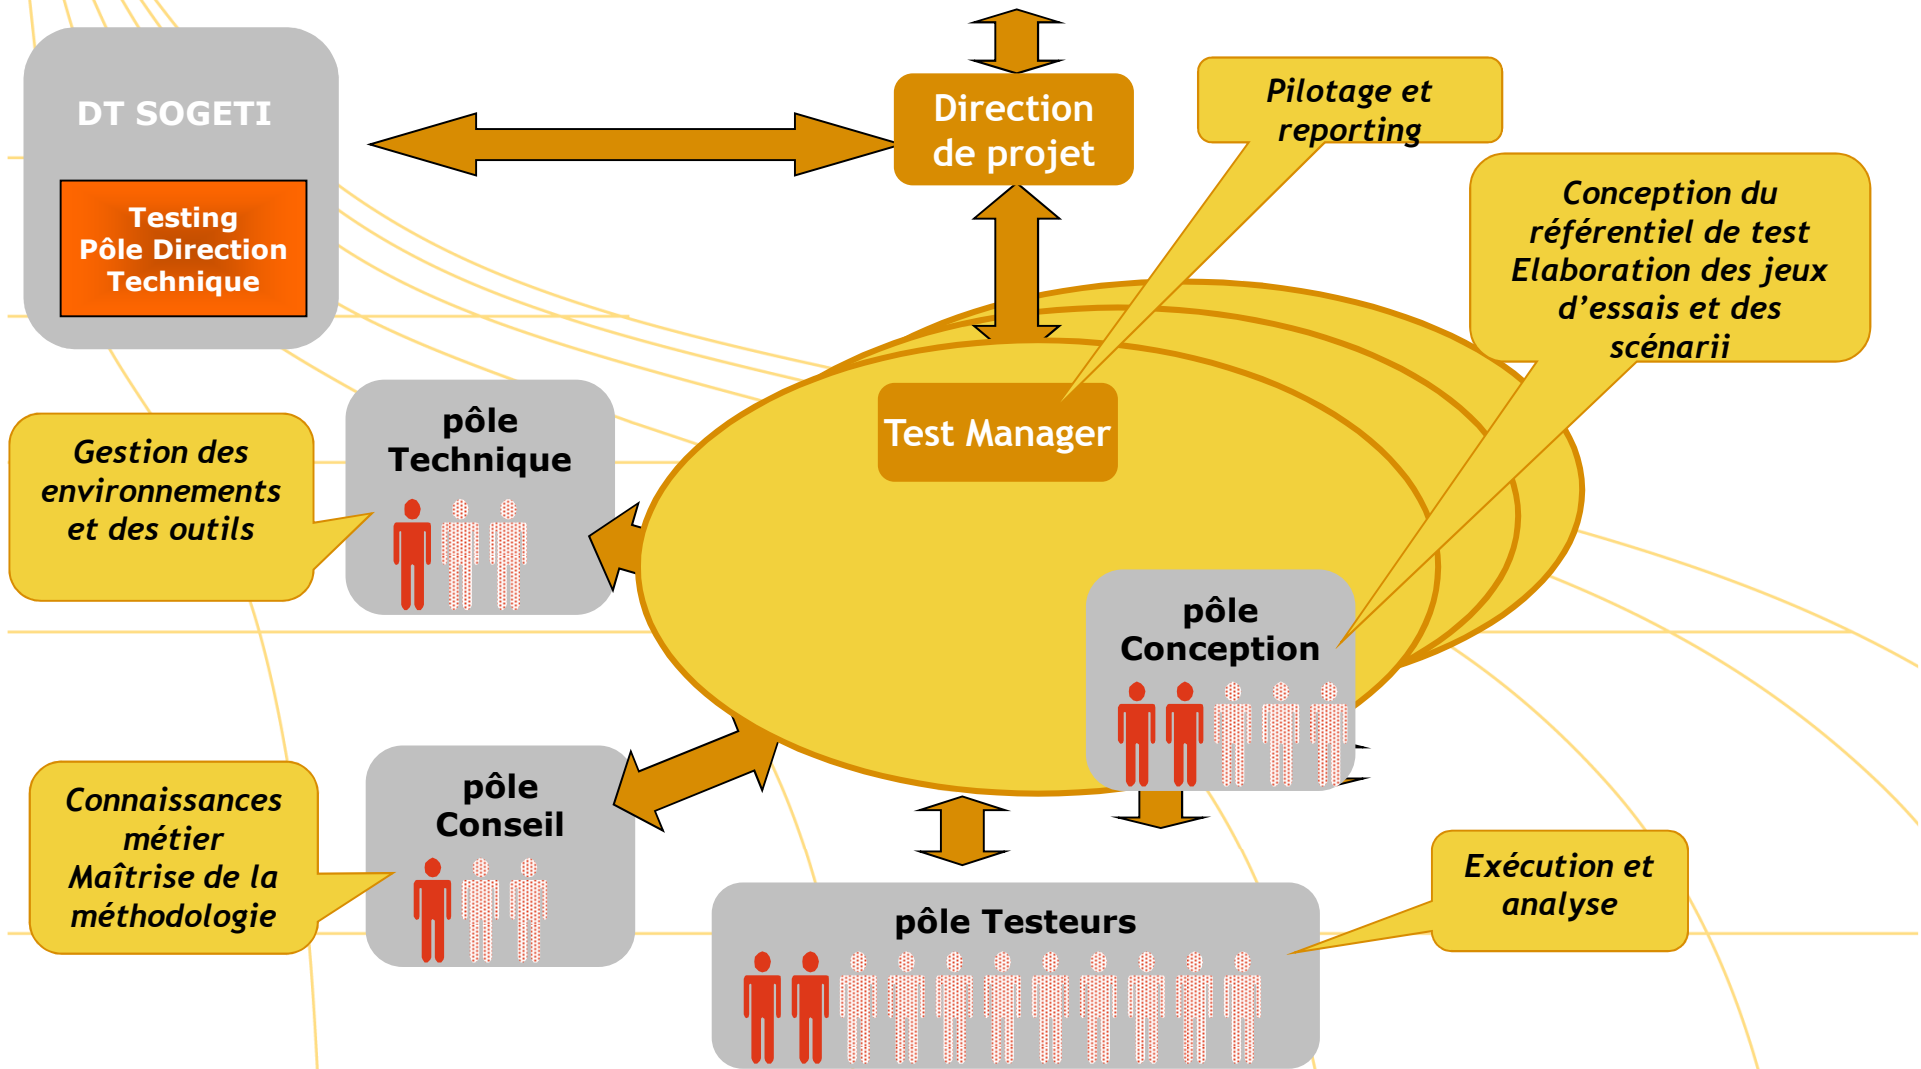 DT SOGETI
Testing
Pôle Direction
Technique
Direction
de projet
Pilotage et
reporting
Conception du
référentiel de test
Elaboration des jeux
d’essais et des
scénarii
Test Manager
pôle
Technique
Gestion des
environnements
et des outils
pôle
Conception
pôle
Conseil
Connaissances
métier
Maîtrise de la
méthodologie
pôle Testeurs
Exécution et
analyse